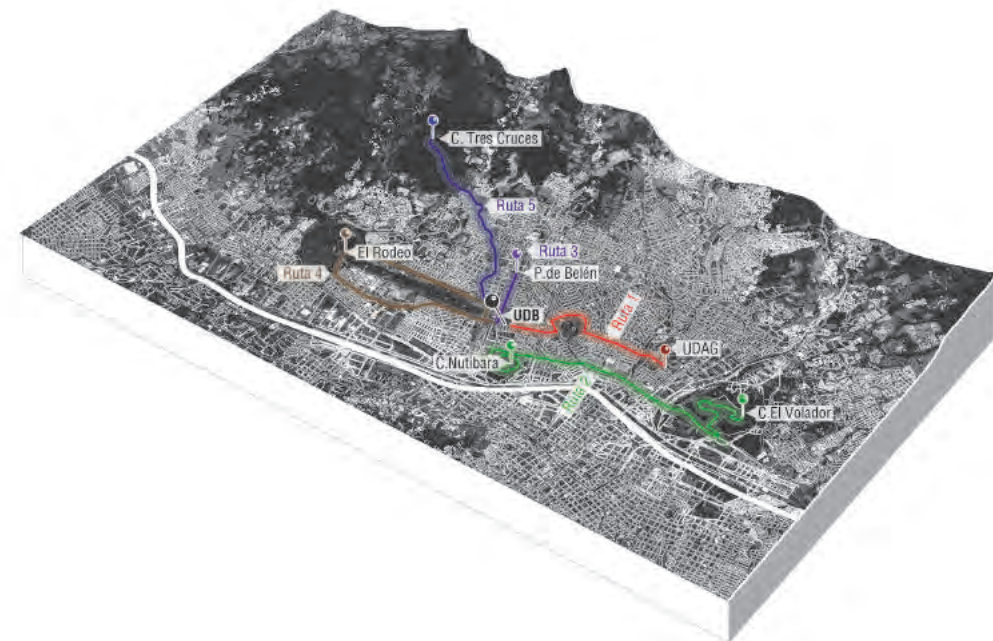 C. Tres Cruces
Ruta 5
Ruta 3
El Rodeo
P.de Belén
Ruta 4
UDB
Ruta 1
UDAG
C.Nutibara
Ruta 2
C.El Volador